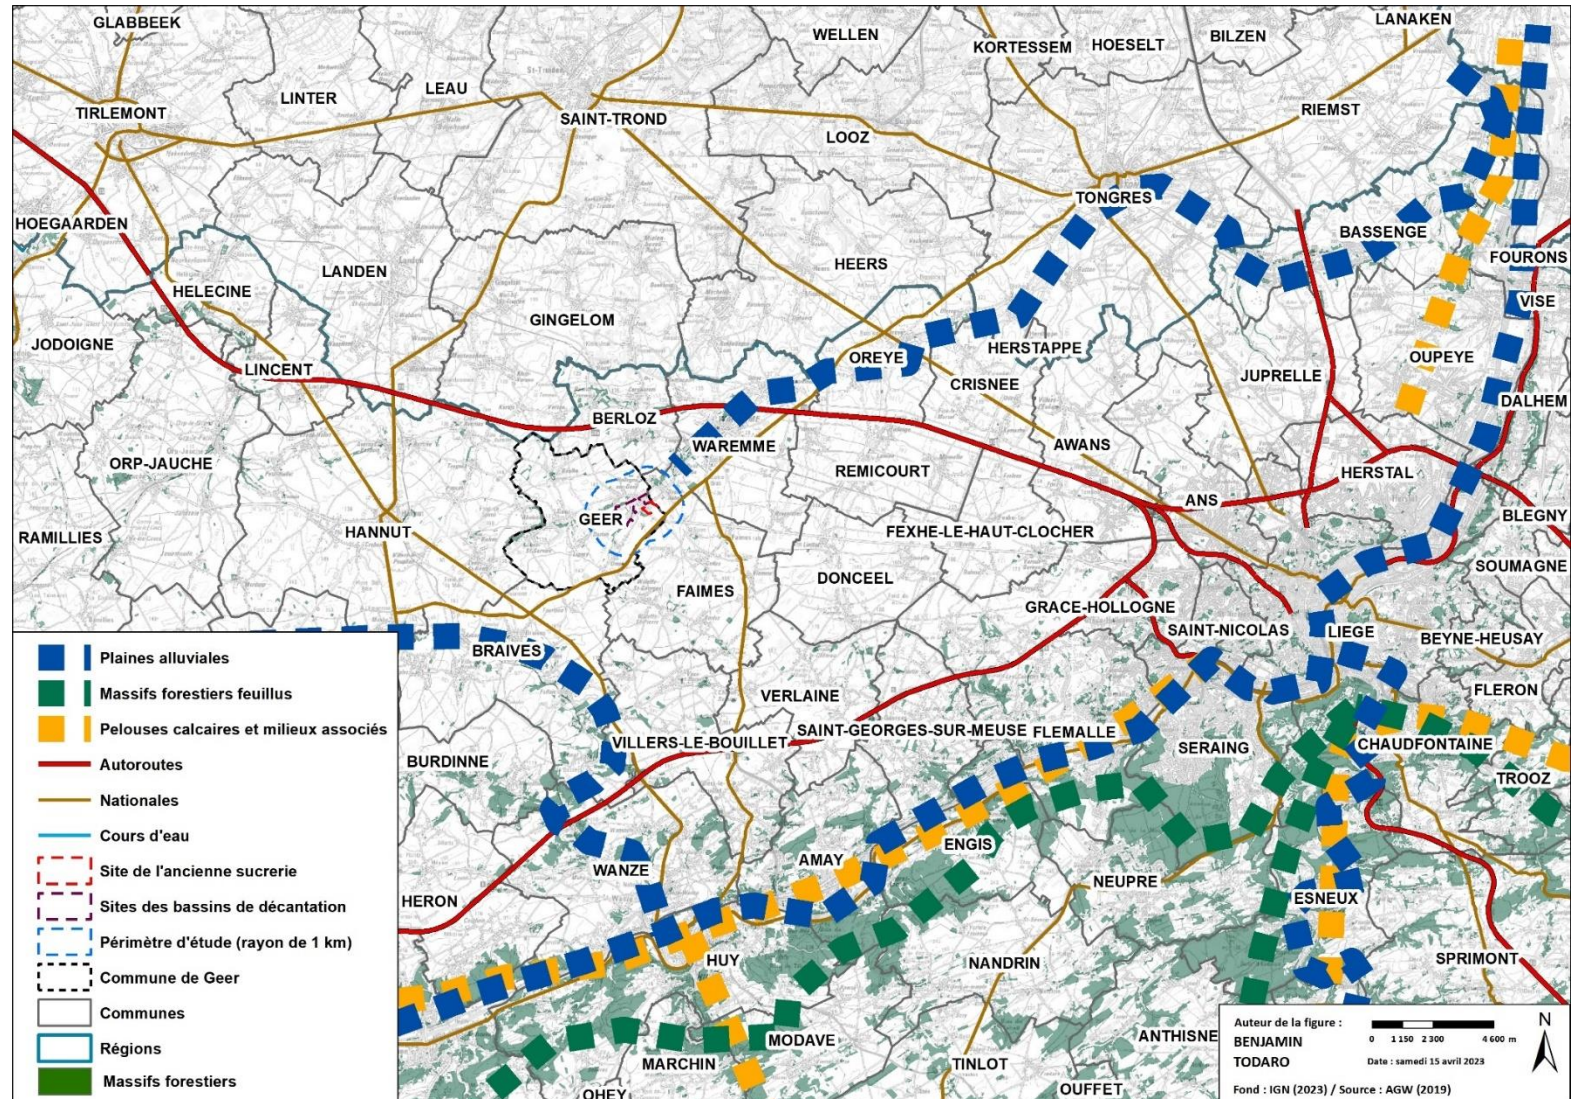 GLABBEEK
WELLEN
KORTESSEM
HOESELT
BILZEN
LANAKEN
LINTER
LEAU
TIRLEMONT
SAINT-TROND
LOOZ
RIEMST
TONGRES
HOEGAARDEN
BASSENGE
FOURONS
LANDEN
HEERS
HELECINE
VISE
GINGELOM
JODOIGNE
OREYE
HERSTAPPE
OUPEYE
LINCENT
CRISNEE
JUPRELLE
DALHEM
BERLOZ
WAREMME
AWANS
ORP-JAUCHE
REMICOURT
HERSTAL
ANS
GEER
BLEGNY
RAMILLIES
HANNUT
FEXHE-LE-HAUT-CLOCHER
SOUMAGNE
DONCEEL
FAIMES
GRACE-HOLLOGNE
SAINT-NICOLAS
LIEGE
BEYNE-HEUSAY
BRAIVES
FLERON
VERLAINE
SAINT-GEORGES-SUR-MEUSE
FLEMALLE
VILLERS-LE-BOUILLET
SERAING
CHAUDFONTAINE
BURDINNE
TROOZ
AMAY
ENGIS
WANZE
NEUPRE
ESNEUX
HERON
HUY
NANDRIN
SPRIMONT
MODAVE
ANTHISNE
MARCHIN
TINLOT
OHEY
OUFFET
Plaines alluviales
Massifs forestiers feuillus
Pelouses calcaires et milieux associés
Autoroutes
Nationales
Cours d'eau
Site de l'ancienne sucrerie
Sites des bassins de décantation
Périmètre d'étude (rayon de 1 km)
Commune de Geer
Communes
Régions
Massifs forestiers
Auteur de la figure :
BENJAMIN
TODARO
0 1 150 2 300 4 600 m
N
Date : samedi 15 avril 2023
Fond : IGN (2023) / Source : AGW (2019)